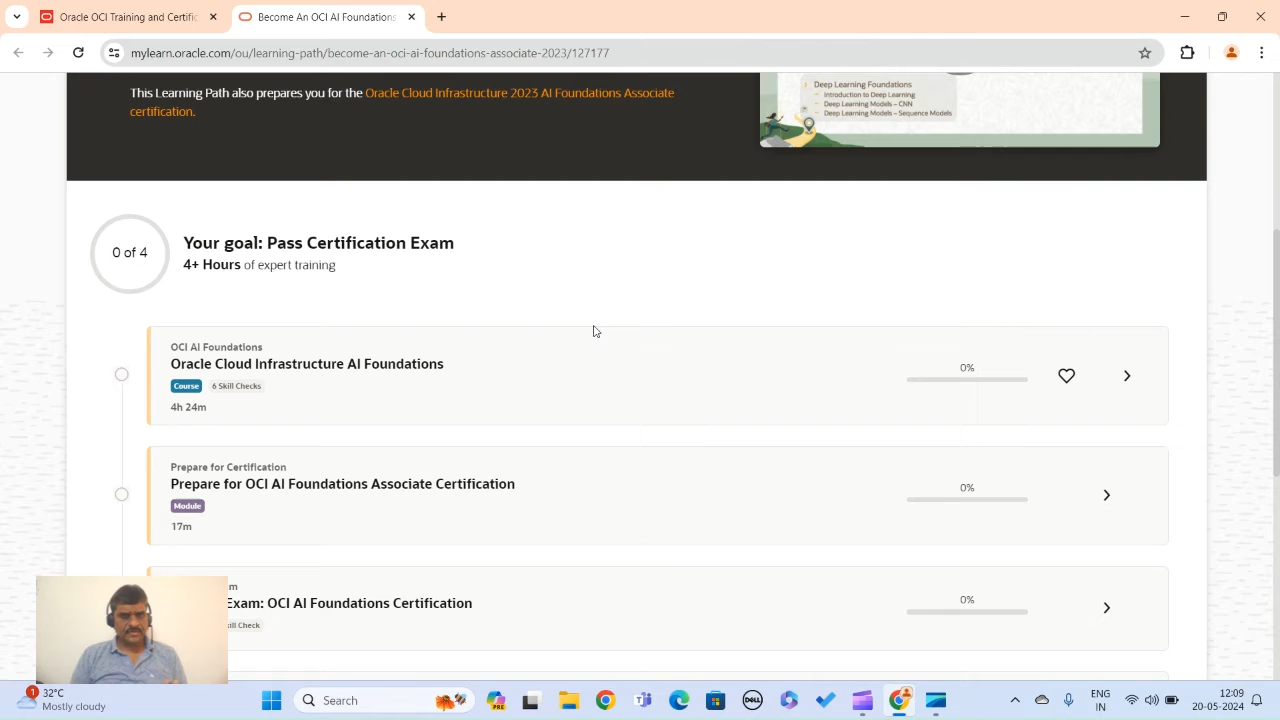 Oracle Training and
Oracle AI Foundations Associate
mylearn.oracle.com/ou/learning-path/become-an-oci-ai-foundations-associate-2023/127177
This Learning Path also prepares you for the Oracle Cloud Infrastructure 2023 AI Foundations Associate
certification.
Deep Learning Foundations
Introduction to Deep Learning
Deep Learning Models – CNN
Deep Learning Models – Sequence Models
0 of 4
Your goal: Pass Certification Exam
4+ Hours of expert training
OCI AI Foundations
Oracle Cloud Infrastructure AI Foundations
Course 6 Skill Checks
4h 24m
0%
Prepare for Certification
Prepare for OCI AI Foundations Associate Certification
Module
17m
0%
Exam: OCI AI Foundations Certification
Check
0%
1
32°C
Mostly cloudy
Search
DELL
ENG
IN
12:09
20-05-2024